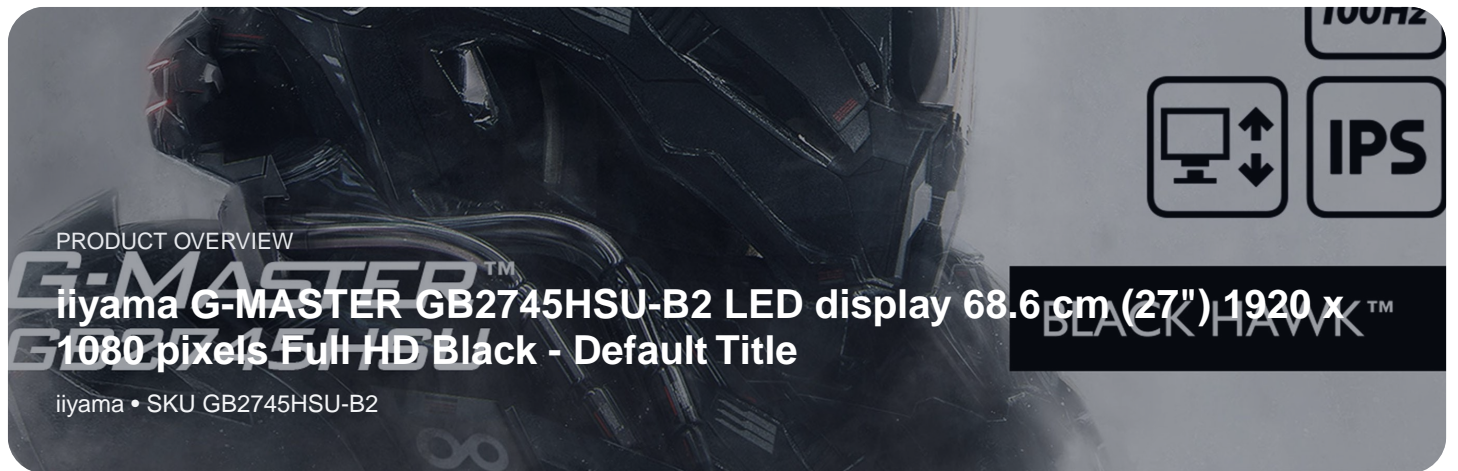 100Hz
IPS
PRODUCT OVERVIEW
G-MASTER™
iiyama G-MASTER GB2745HSU-B2 LED display 68.6 cm (27") 1920 x
BLACK HAWK™
GB2745HSU
1080 pixels Full HD Black - Default Title
iiyama • SKU GB2745HSU-B2